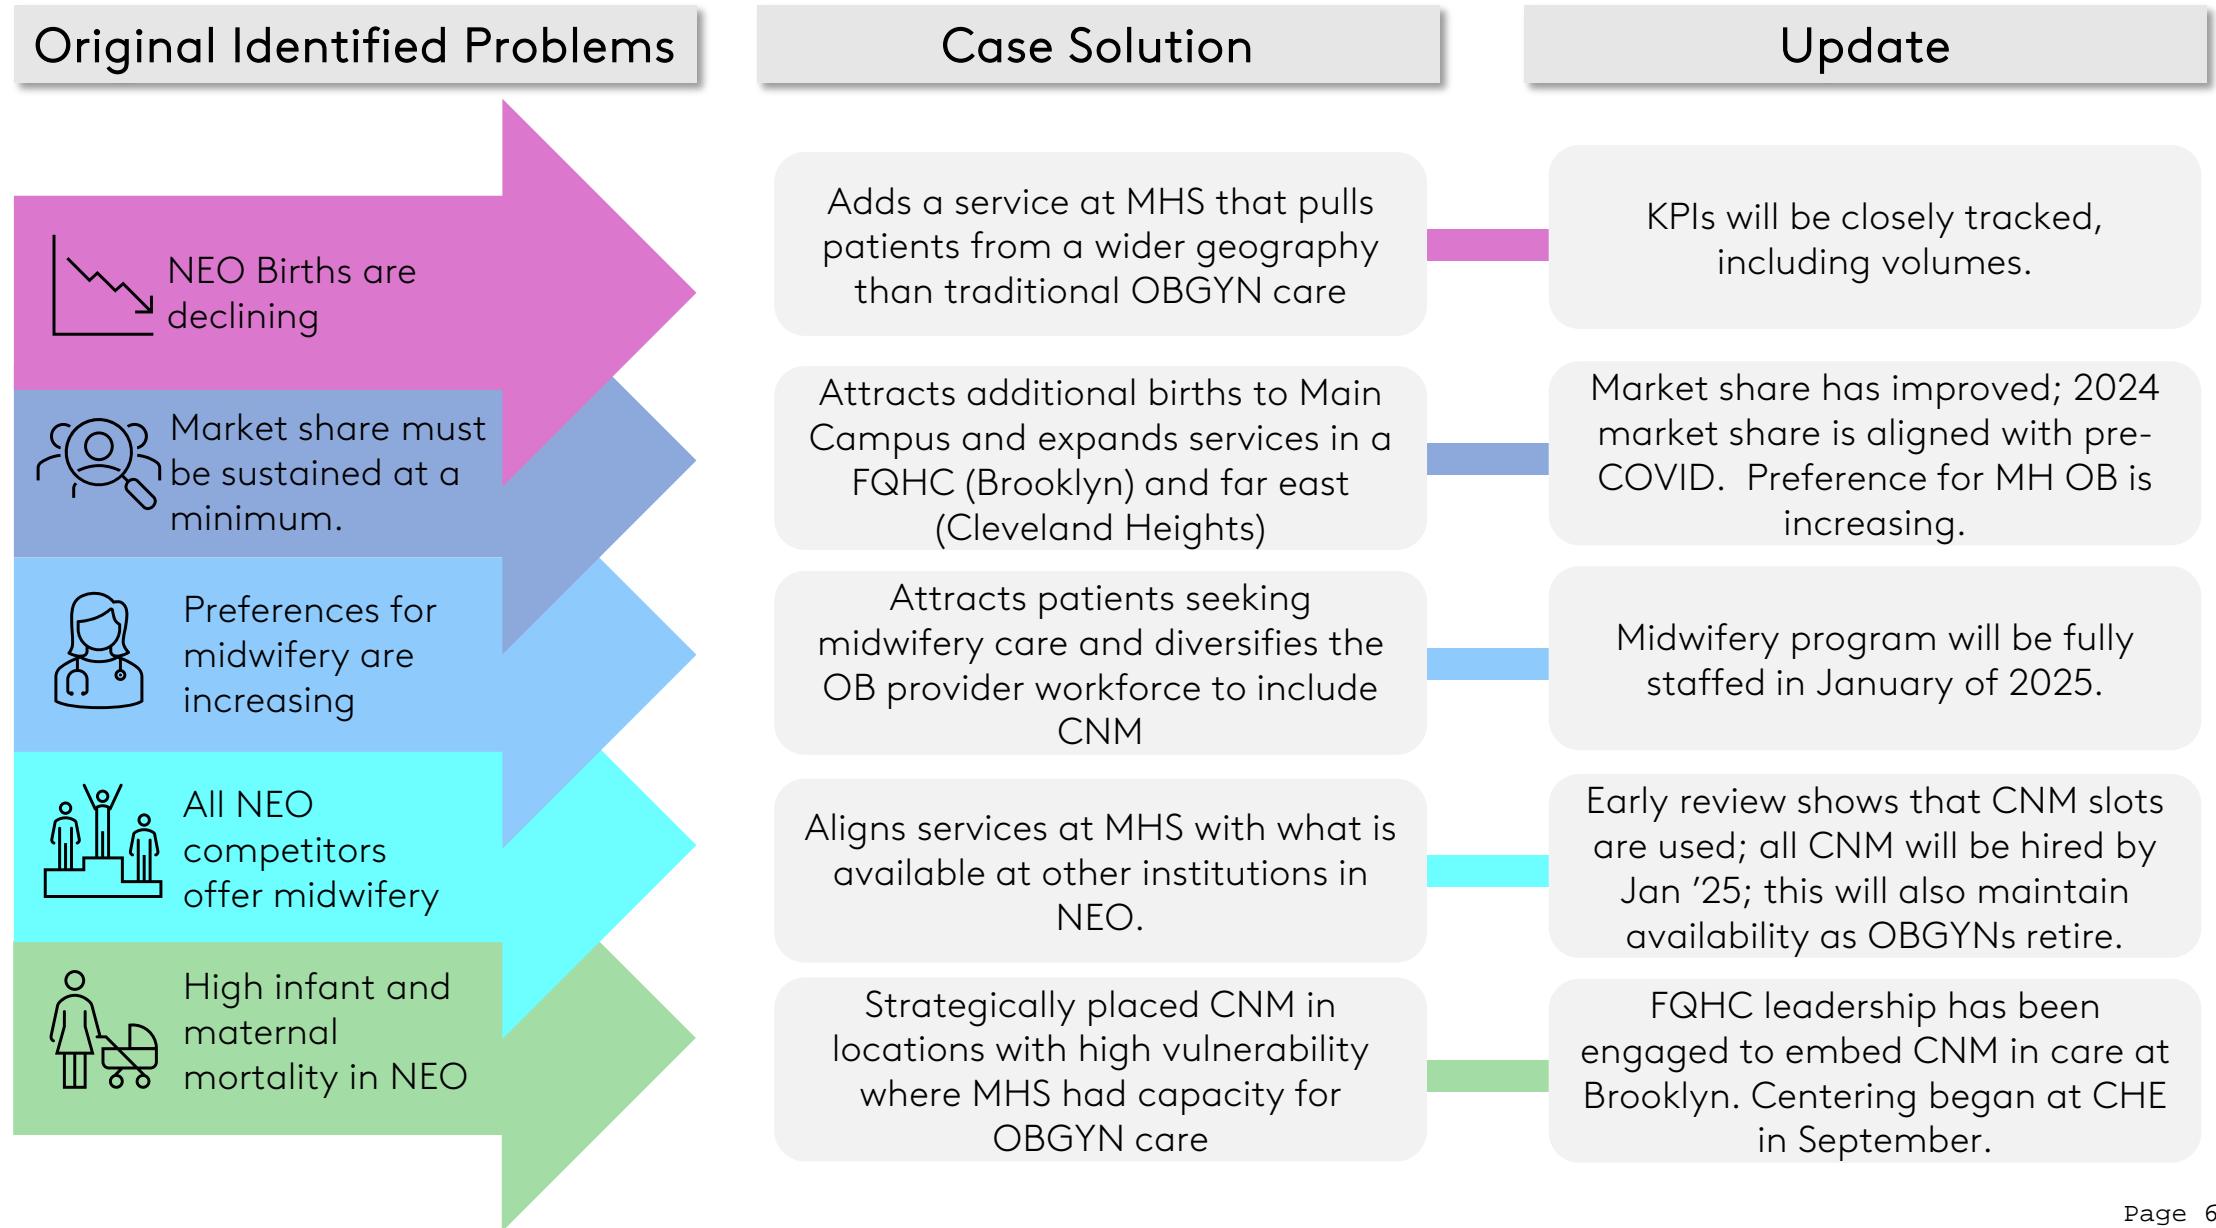 Original Identified Problems
Case Solution
Update
NEO Births are
declining
Adds a service at MHS that pulls
patients from a wider geography
than traditional OBGYN care
KPIs will be closely tracked,
including volumes.
Market share must
be sustained at a
minimum.
Attracts additional births to Main
Campus and expands services in a
FQHC (Brooklyn) and far east
(Cleveland Heights)
Market share has improved; 2024
market share is aligned with pre-
COVID.  Preference for MH OB is
increasing.
Preferences for
midwifery are
increasing
Attracts patients seeking
midwifery care and diversifies the
OB provider workforce to include
CNM
Midwifery program will be fully
staffed in January of 2025.
All NEO
competitors
offer midwifery
Aligns services at MHS with what is
available at other institutions in
NEO.
Early review shows that CNM slots
are used; all CNM will be hired by
Jan ’25; this will also maintain
availability as OBGYNs retire.
High infant and
maternal
mortality in NEO
Strategically placed CNM in
locations with high vulnerability
where MHS had capacity for
OBGYN care
FQHC leadership has been
engaged to embed CNM in care at
Brooklyn. Centering began at CHE
in September.
Page 6